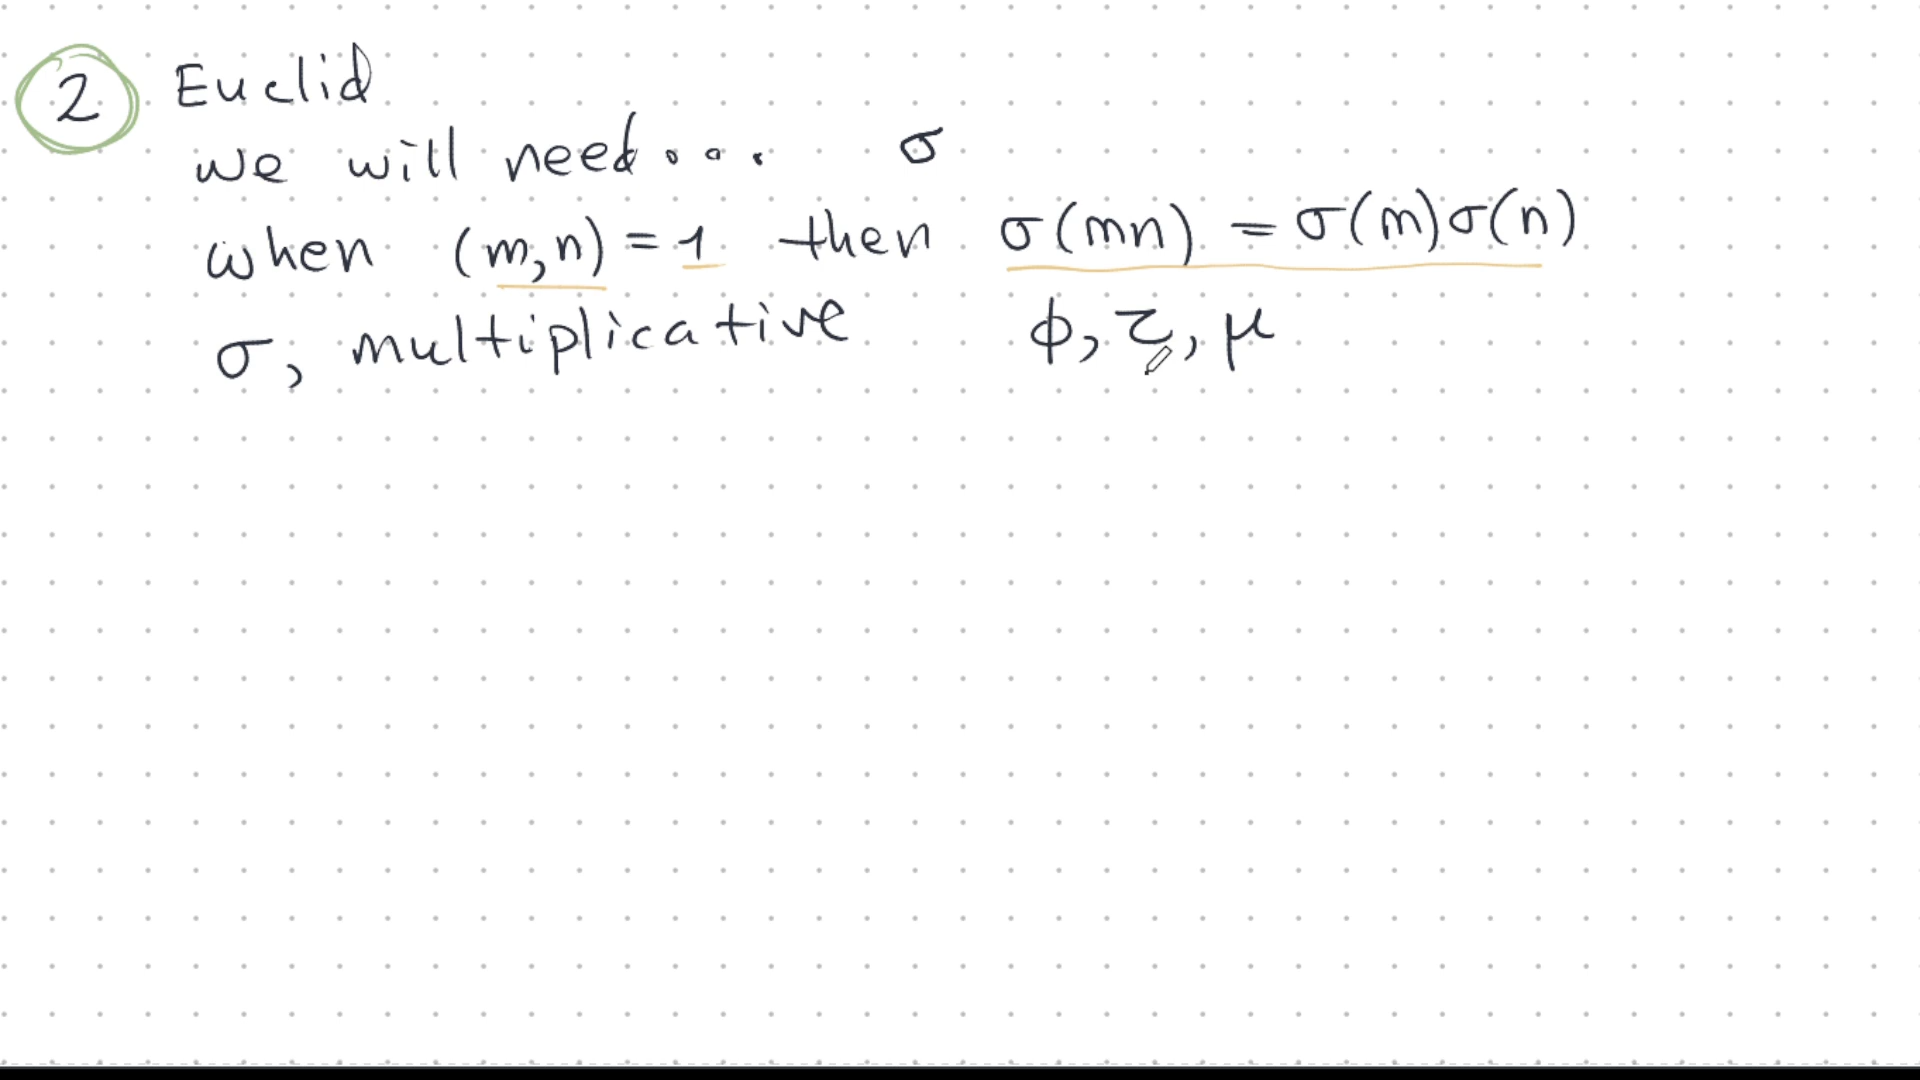 2 Euclid
we will need... σ
when (m,n) = 1 then σ(mn) = σ(m)σ(n)
σ, multiplicative ϕ, τ, μ